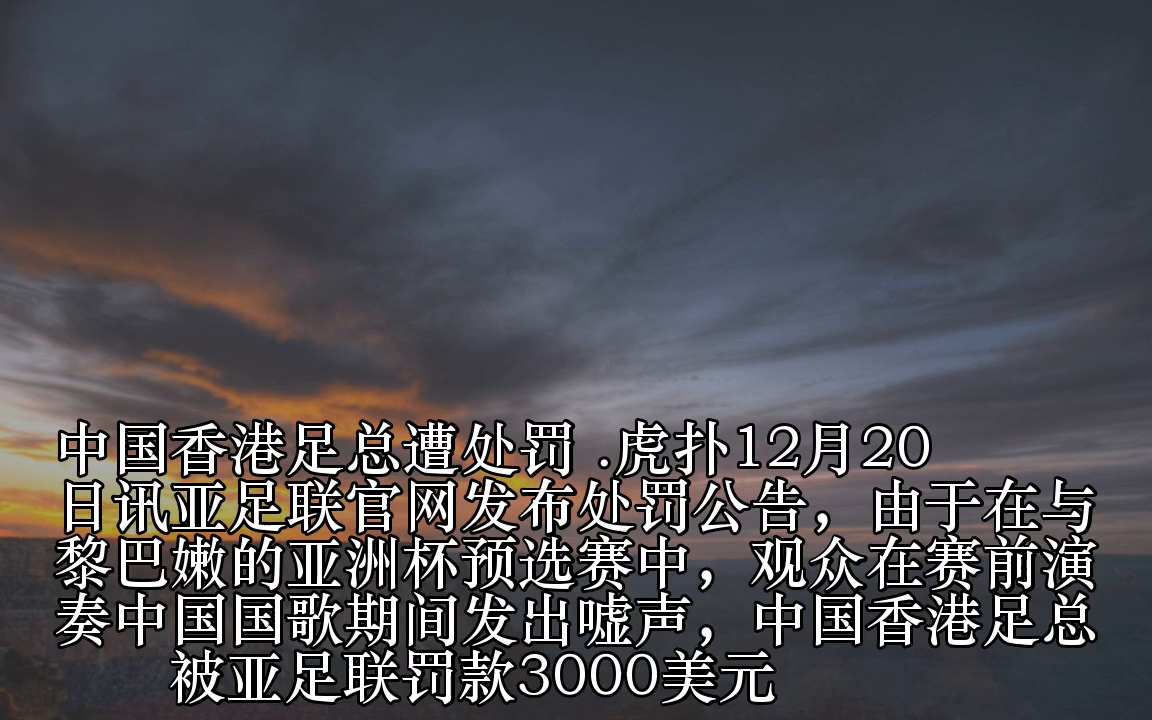 中国香港足总遭处罚 .虎扑12月20
日讯亚足联官网发布处罚公告，由于在与
黎巴嫩的亚洲杯预选赛中，观众在赛前演
奏中国国歌期间发出嘘声，中国香港足总
被亚足联罚款3000美元